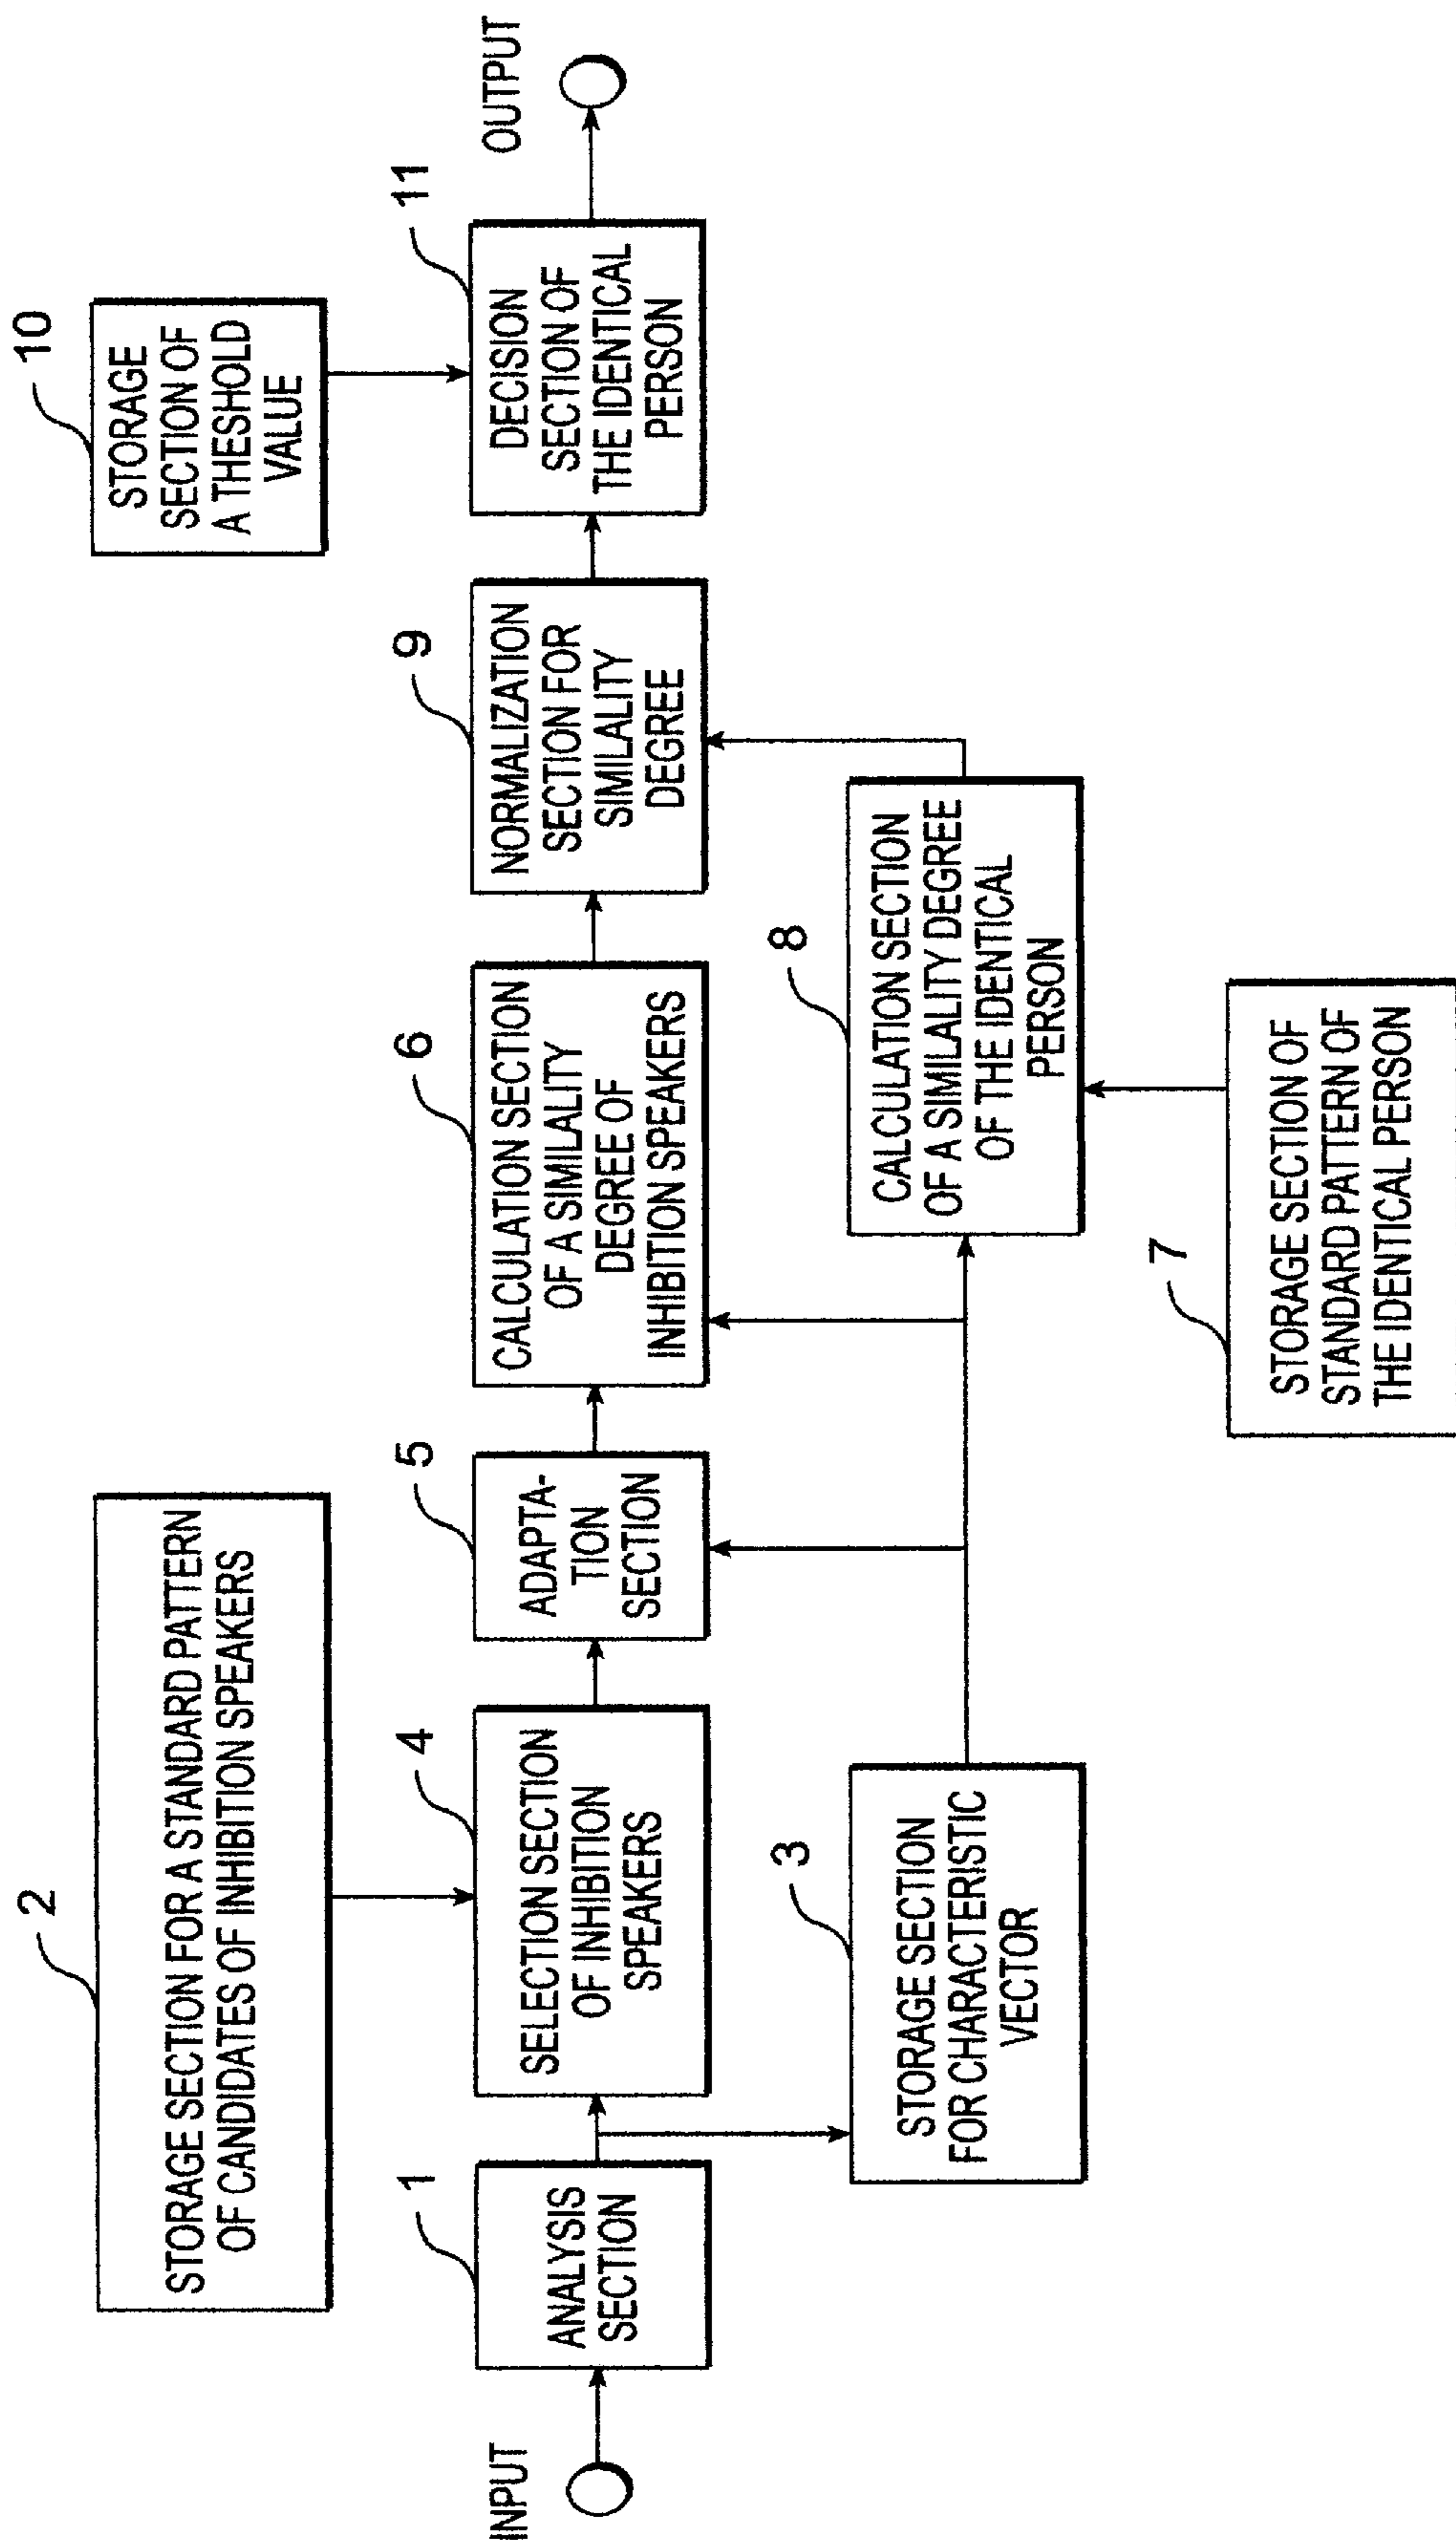 INPUT
1
ANALYSIS
SECTION
2
STORAGE SECTION FOR A STANDARD PATTERN
OF CANDIDATES OF INHIBITION SPEAKERS
3
STORAGE SECTION
FOR CHARACTERISTIC
VECTOR
4
SELECTION SECTION
OF INHIBITION
SPEAKERS
5
ADAPTA-
TION
SECTION
6
CALCULATION SECTION
OF A SIMILALITY
DEGREE OF
INHIBITION SPEAKERS
7
STORAGE SECTION OF
STANDARD PATTERN OF
THE IDENTICAL PERSON
8
CALCULATION SECTION
OF A SIMILALITY DEGREE
OF THE IDENTICAL
PERSON
9
NORMALIZATION
SECTION FOR
SIMILALITY
DEGREE
10
STORAGE
SECTION OF
A THESHOLD
VALUE
11
DECISION
SECTION OF
THE IDENTICAL
PERSON
OUTPUT